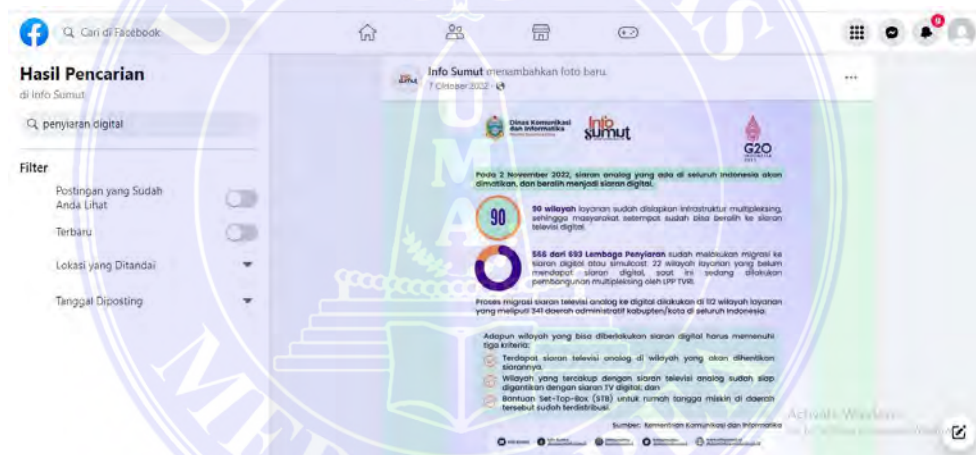 Cari di Facebook
Hasil Pencarian
di Info Sumut
penyiaran digital
Filter
Postingan yang Sudah
Anda Lihat
Terbaru
Lokasi yang Ditandai
Tanggal Diposting
Info Sumut menambahkan foto baru.
7 Oktober 2022
Dinas Komunikasi
dan Informatika
Info
sumut
G20
Pada 2 November 2022, siaran analog yang ada di seluruh Indonesia akan
dimatikan, dan beralih menjadi siaran digital.
90
90 wilayah layanan sudah disiapkan infrastruktur multipleksing,
sehingga masyarakat setempat sudah bisa beralih ke siaran
televisi digital.
566 dari 693 Lembaga Penyiaran sudah melakukan migrasi ke
siaran digital atau simulcast. 22 wilayah layanan yang belum
mendapat siaran digital, saat ini sedang dilakukan
pembangunan multipleksing oleh LPP TVRI.
Proses migrasi siaran televisi analog ke digital dilakukan di 112 wilayah layanan
yang meliputi 341 daerah administratif kabupten/kota di seluruh Indonesia.
Adapun wilayah yang bisa diberlakukan siaran digital harus memenuhi
tiga kriteria:
Terdapat siaran televisi analog di wilayah yang akan dihentikan
siarannya.
Wilayah yang tercakup dengan siaran televisi analog sudah siap
digantikan dengan siaran TV digital; dan
Bantuan Set-Top-Box (STB) untuk rumah tangga miskin di daerah
tersebut sudah terdistribusi.
Sumber: Kementrian Komunikasi dan Informatika
Activate Windows